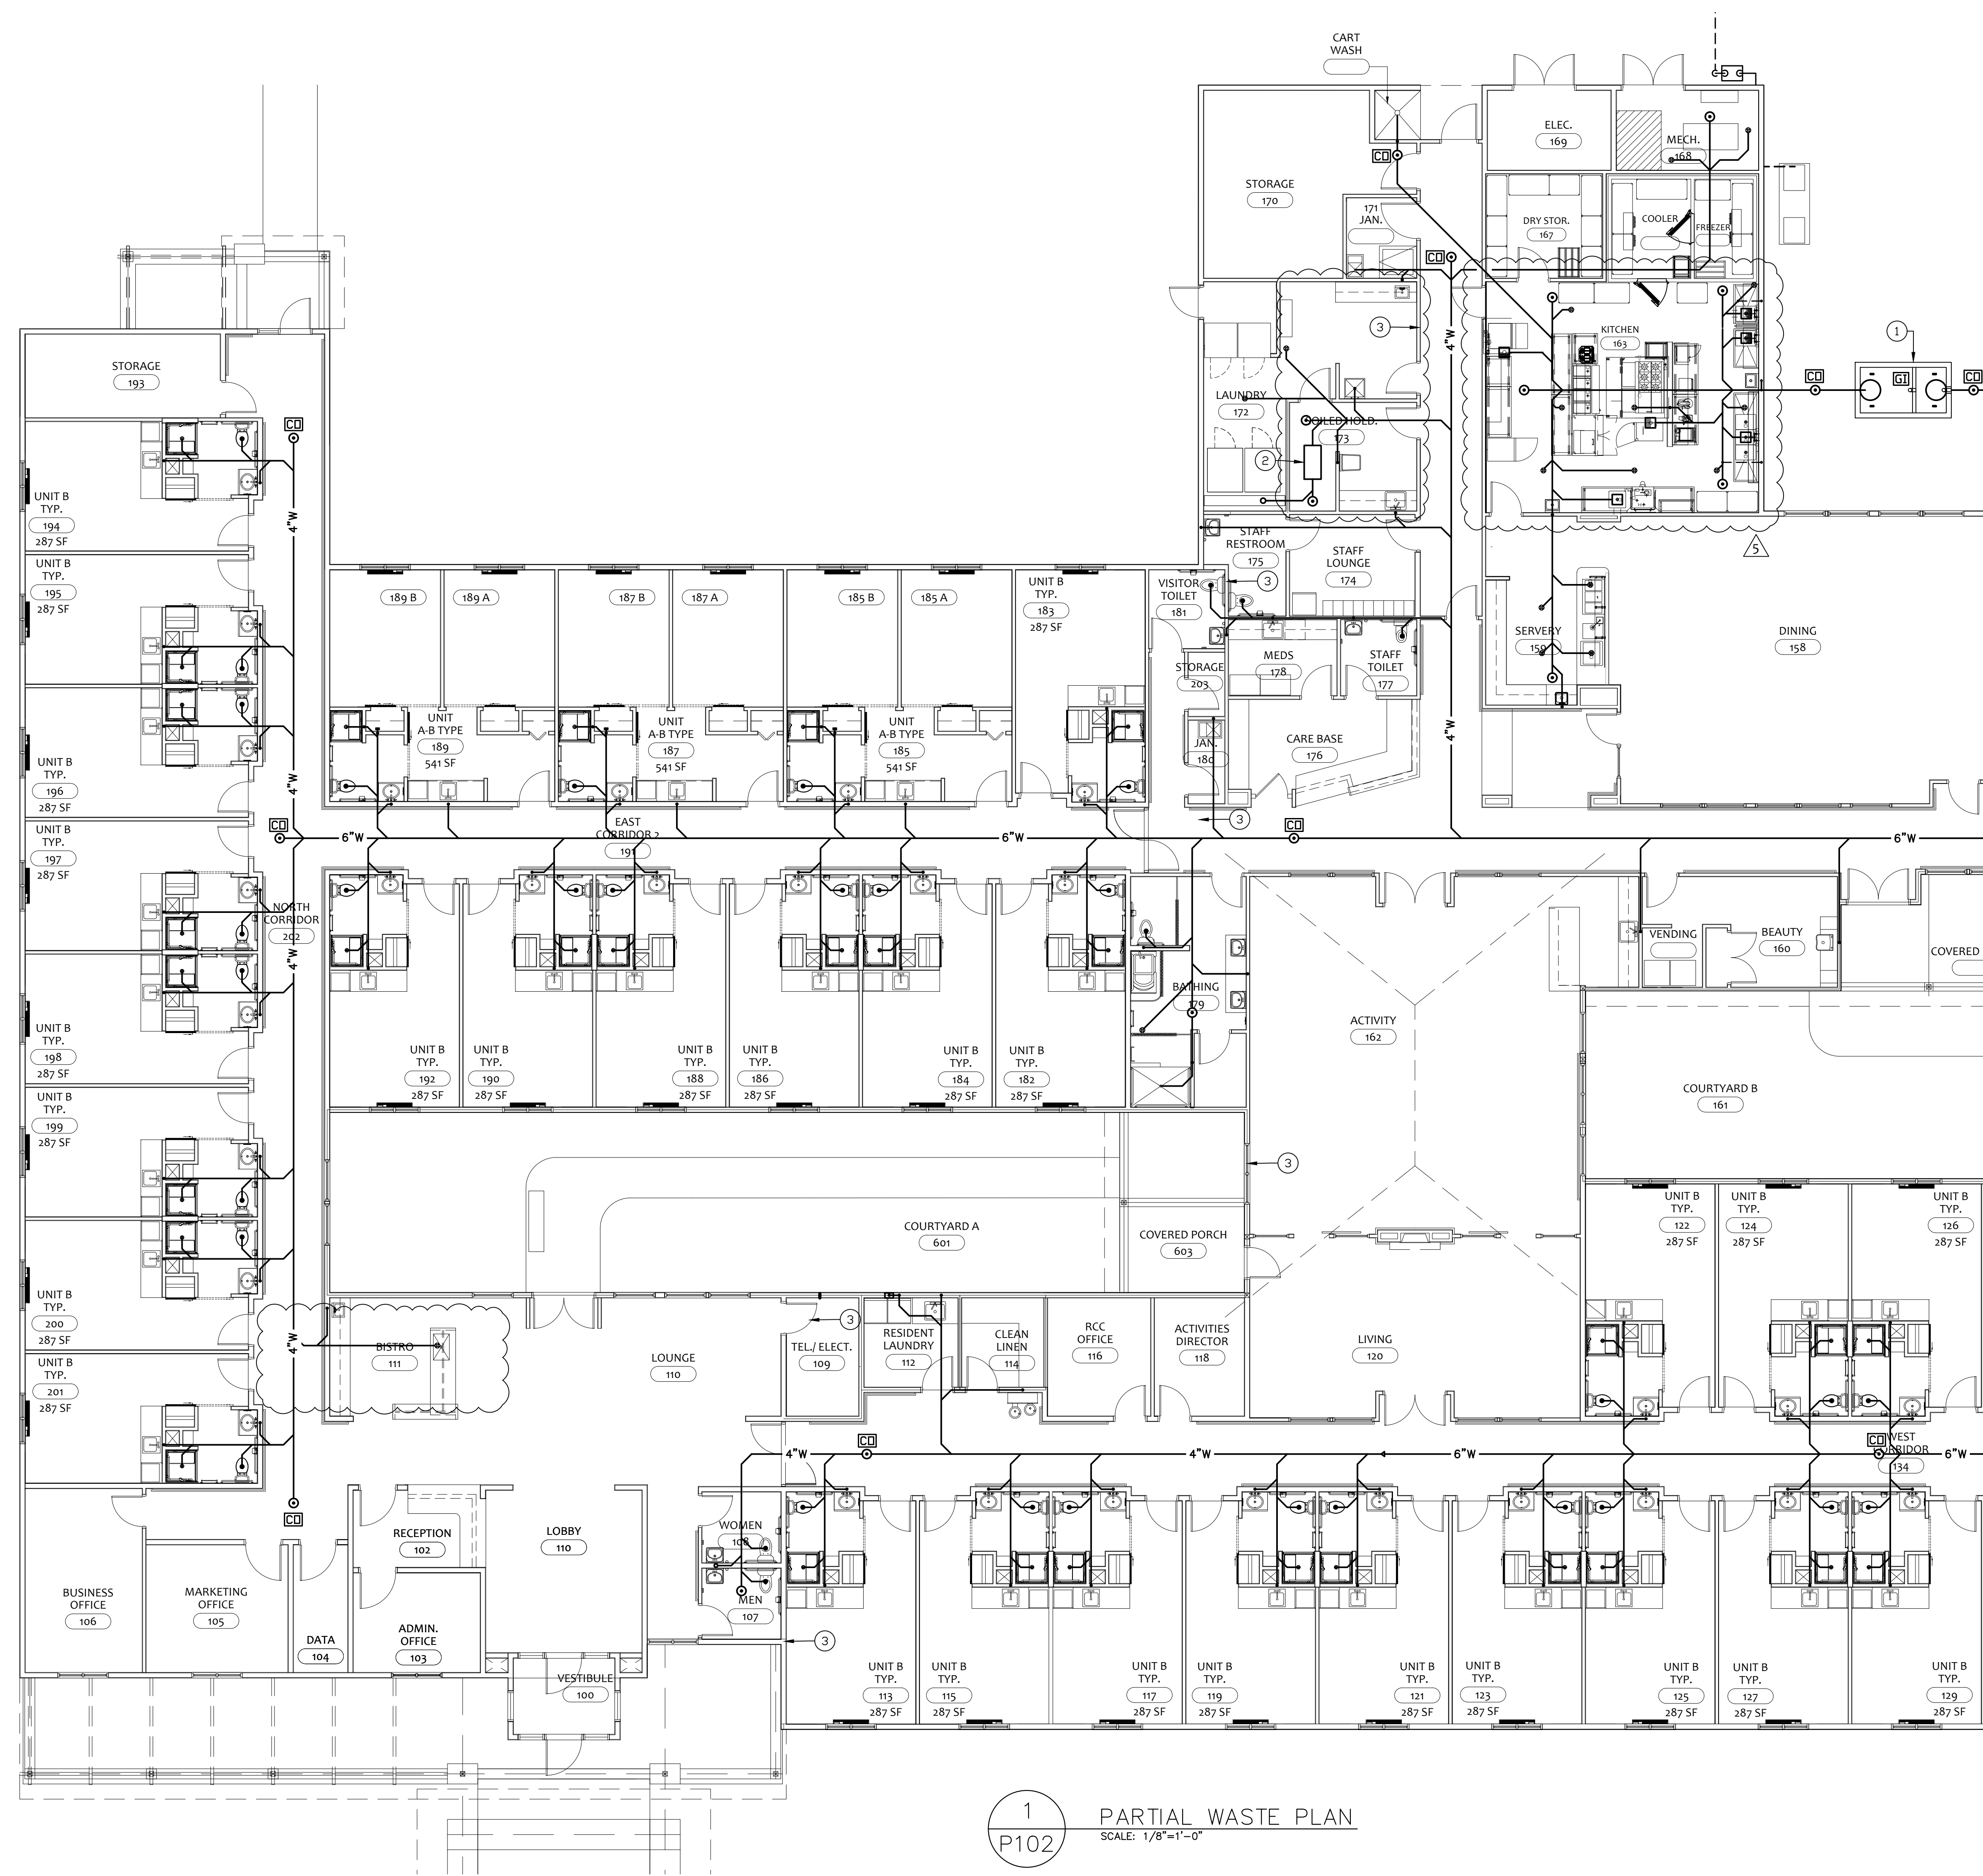 CART
WASH
ELEC.
169
MECH.
168
STORAGE
170
CO
171
JAN.
DRY STOR.
167
COOLER
FREEZER
CO
3
4"W
KITCHEN
163
1
CO
GI
CO
LAUNDRY
172
SOILED HOLD.
173
2
5
STORAGE
193
CO
4"W
UNIT B
TYP.
194
287 SF
UNIT B
TYP.
195
287 SF
189 B
189 A
187 B
187 A
185 B
185 A
UNIT B
TYP.
183
287 SF
STAFF
RESTROOM
175
STAFF
LOUNGE
174
VISITOR
TOILET
181
3
SERVERY
159
DINING
158
STORAGE
203
MEDS
178
STAFF
TOILET
177
UNIT
A-B TYPE
189
541 SF
UNIT
A-B TYPE
187
541 SF
UNIT
A-B TYPE
185
541 SF
JAN.
180
CARE BASE
176
4"W
UNIT B
TYP.
196
287 SF
4"W
CO
6"W
EAST
CORRIDOR 2
191
6"W
3
CO
6"W
UNIT B
TYP.
197
287 SF
NORTH
CORRIDOR
202
4"W
VENDING
BEAUTY
160
COVERED
BATHING
179
ACTIVITY
162
UNIT B
TYP.
198
287 SF
UNIT B
TYP.
192
287 SF
UNIT B
TYP.
190
287 SF
UNIT B
TYP.
188
287 SF
UNIT B
TYP.
186
287 SF
UNIT B
TYP.
184
287 SF
UNIT B
TYP.
182
287 SF
COURTYARD B
161
UNIT B
TYP.
199
287 SF
3
COURTYARD A
601
COVERED PORCH
603
UNIT B
TYP.
122
287 SF
UNIT B
TYP.
124
287 SF
UNIT B
TYP.
126
287 SF
UNIT B
TYP.
200
287 SF
4"W
BISTRO
111
LOUNGE
110
3
TEL./ ELECT.
109
RESIDENT
LAUNDRY
112
CLEAN
LINEN
114
RCC
OFFICE
116
ACTIVITIES
DIRECTOR
118
LIVING
120
UNIT B
TYP.
201
287 SF
CO
4"W
CO
4"W
6"W
CO
WEST
CORRIDOR
134
6"W
RECEPTION
102
LOBBY
110
WOMEN
108
MEN
107
BUSINESS
OFFICE
106
MARKETING
OFFICE
105
DATA
104
ADMIN.
OFFICE
103
3
VESTIBULE
100
UNIT B
TYP.
113
287 SF
UNIT B
TYP.
115
287 SF
UNIT B
TYP.
117
287 SF
UNIT B
TYP.
119
287 SF
UNIT B
TYP.
121
287 SF
UNIT B
TYP.
123
287 SF
UNIT B
TYP.
125
287 SF
UNIT B
TYP.
127
287 SF
UNIT B
TYP.
129
287 SF
1
P102
PARTIAL WASTE PLAN
SCALE: 1/8"=1'-0"